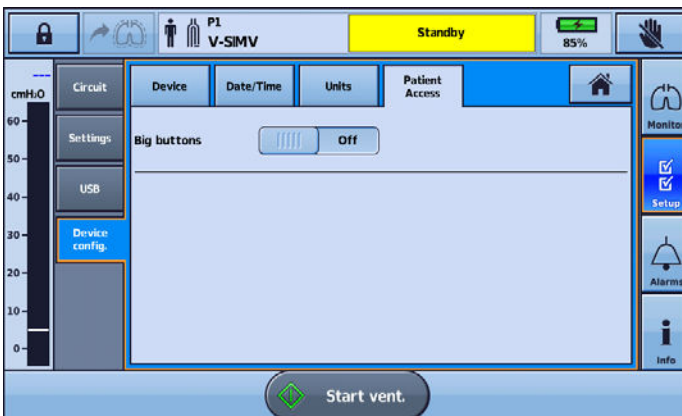 P1
V-SIMV
Standby
85%
---
cmH2O
60
50
40
30
20
10
0
Circuit
Settings
USB
Device
config.
Device
Date/Time
Units
Patient
Access
Big buttons
Off
Monitor
Setup
Alarms
Info
Start vent.